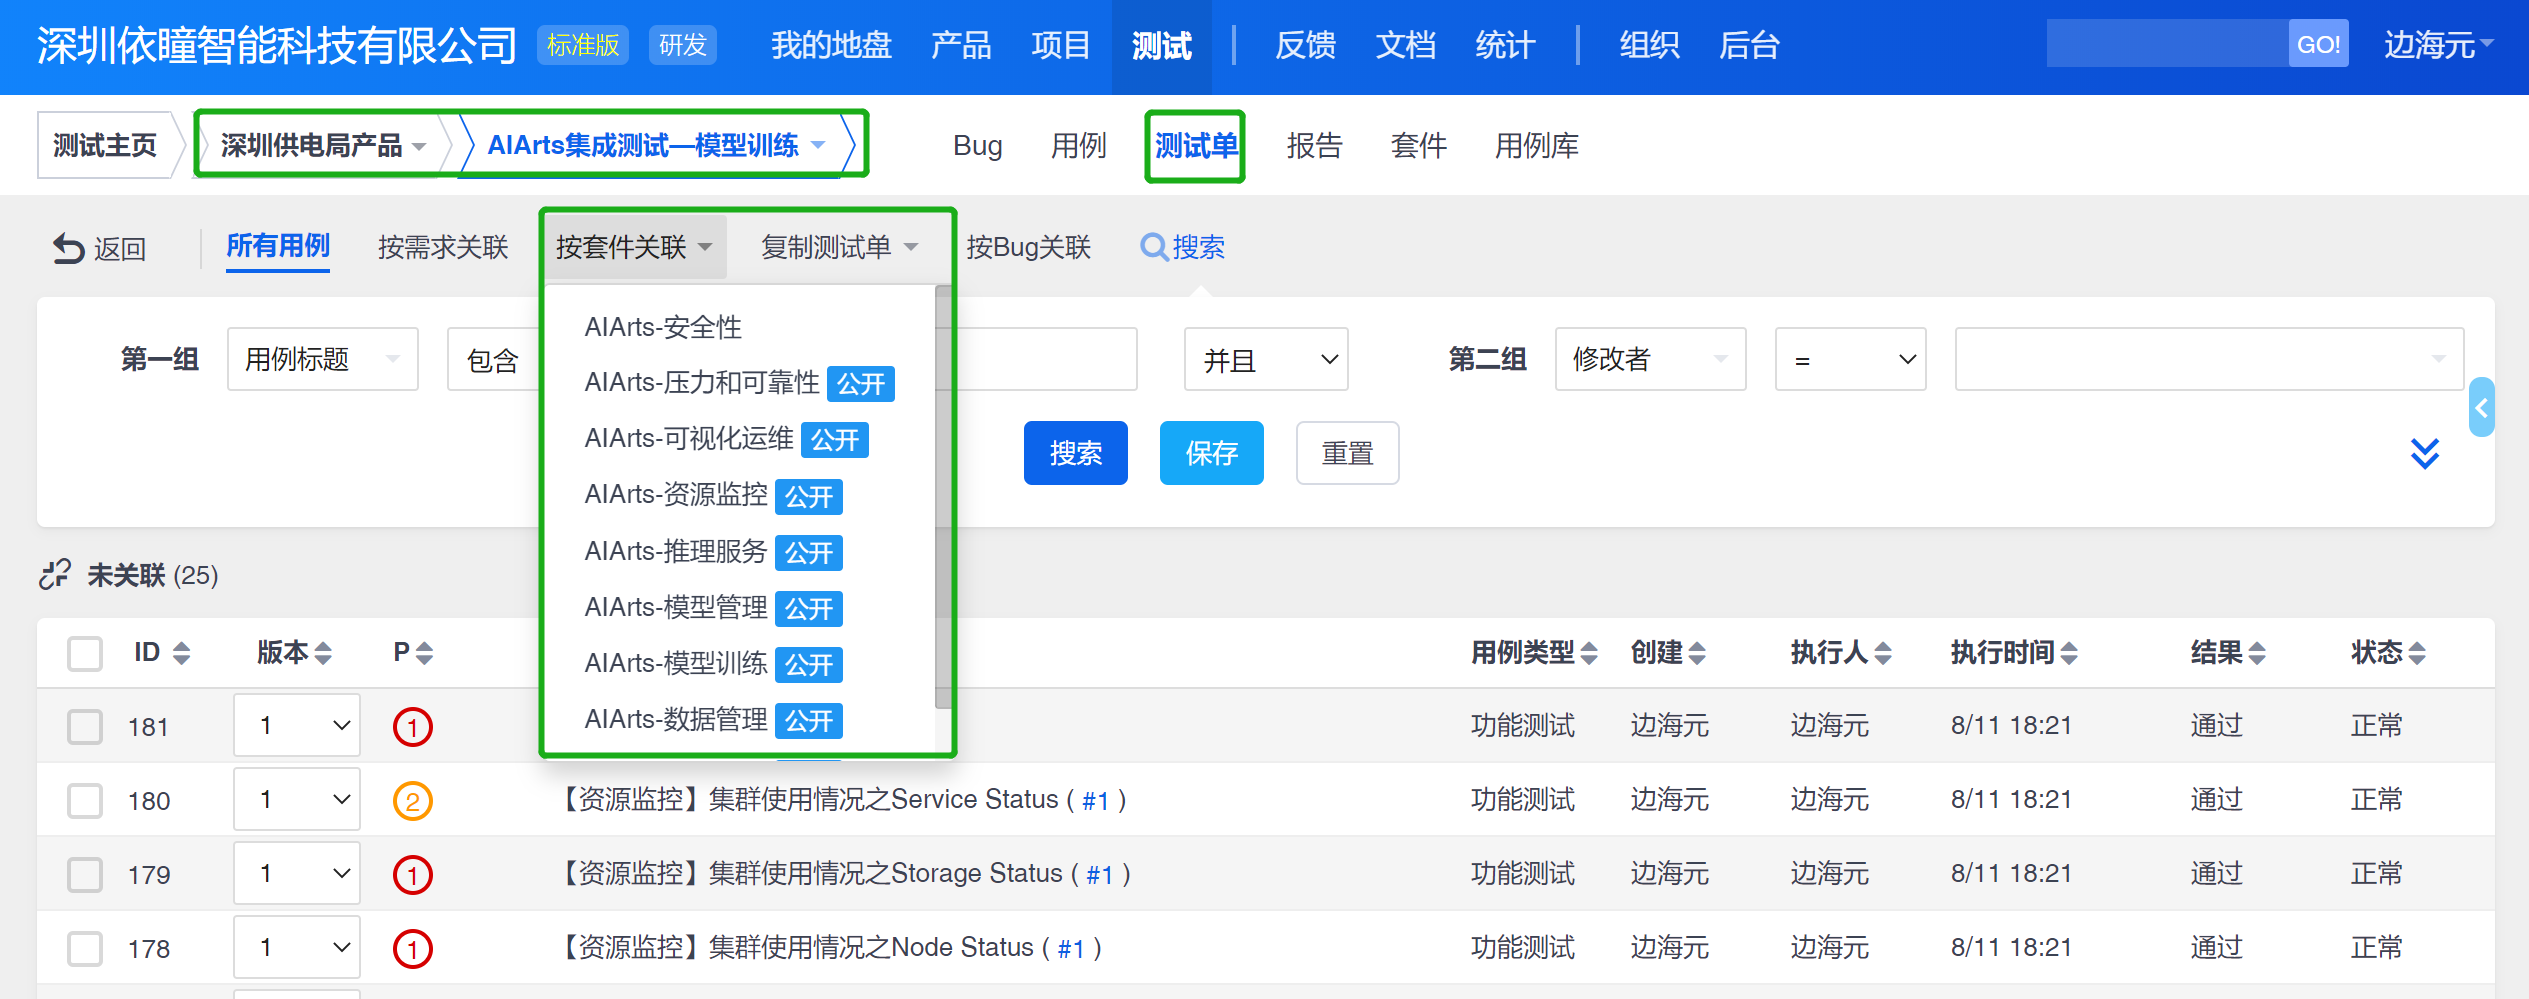 深圳依瞳智能科技有限公司 标准版 研发 我的地盘 产品 项目 测试 反馈 文档 统计 组织 后台 GO! 边海元
测试主页 深圳供电局产品 AIArts集成测试—模型训练 Bug 用例 测试单 报告 套件 用例库
返回 所有用例 按需求关联 按套件关联 复制测试单 按Bug关联 搜索
AIArts-安全性
AIArts-压力和可靠性 公开
AIArts-可视化运维 公开
AIArts-资源监控 公开
AIArts-推理服务 公开
AIArts-模型管理 公开
AIArts-模型训练 公开
AIArts-数据管理 公开
第一组 用例标题 包含 并且 第二组 修改者 =
搜索 保存 重置
未关联 (25)
ID 版本 P 用例类型 创建 执行人 执行时间 结果 状态
181 1 1 功能测试 边海元 边海元 8/11 18:21 通过 正常
180 1 2 【资源监控】集群使用情况之Service Status ( #1 ) 功能测试 边海元 边海元 8/11 18:21 通过 正常
179 1 1 【资源监控】集群使用情况之Storage Status ( #1 ) 功能测试 边海元 边海元 8/11 18:21 通过 正常
178 1 1 【资源监控】集群使用情况之Node Status ( #1 ) 功能测试 边海元 边海元 8/11 18:21 通过 正常